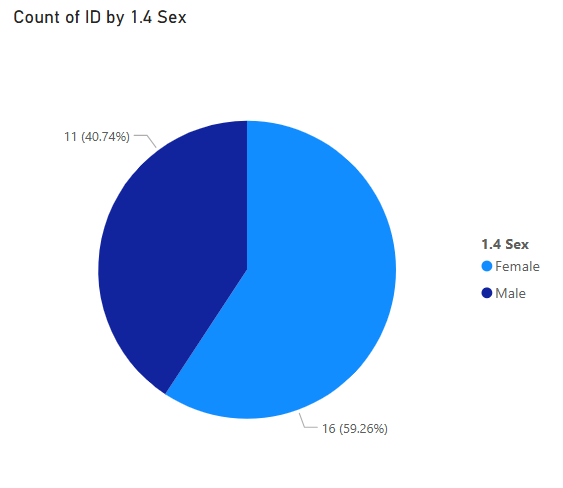 Count of ID by 1.4 Sex
11 (40.74%)
1.4 Sex
Female
Male
16 (59.26%)